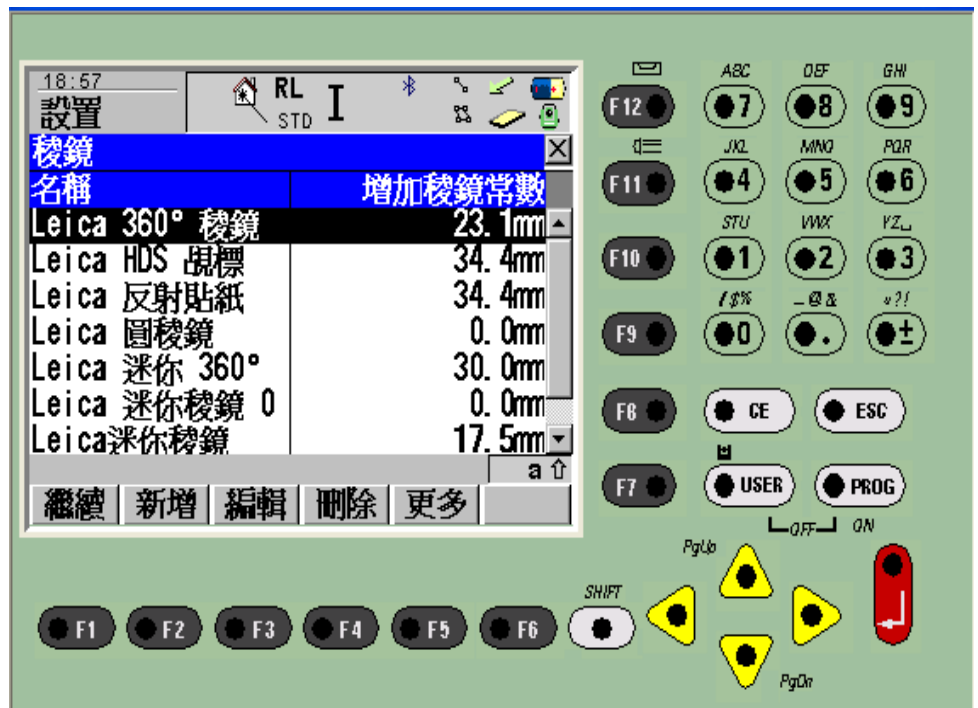 18:57
設置
RL
STD
I
稜鏡
名稱 增加稜鏡常數
Leica 360° 稜鏡 23.1mm
Leica HDS 覘標 34.4mm
Leica 反射貼紙 34.4mm
Leica 圓稜鏡 0.0mm
Leica 迷你 360° 30.0mm
Leica 迷你稜鏡 0 0.0mm
Leica迷你稜鏡 17.5mm
a
繼續 新增 編輯 刪除 更多
ABC DEF GHI
F12 7 8 9
JKL MNO PQR
F11 4 5 6
STU VWX YZ␣
F10 1 2 3
/$% _@& *?!
F9 0 . ±
F8 CE ESC
F7 USER PROG
OFF ON
PgUp
SHIFT
F1 F2 F3 F4 F5 F6
PgDn